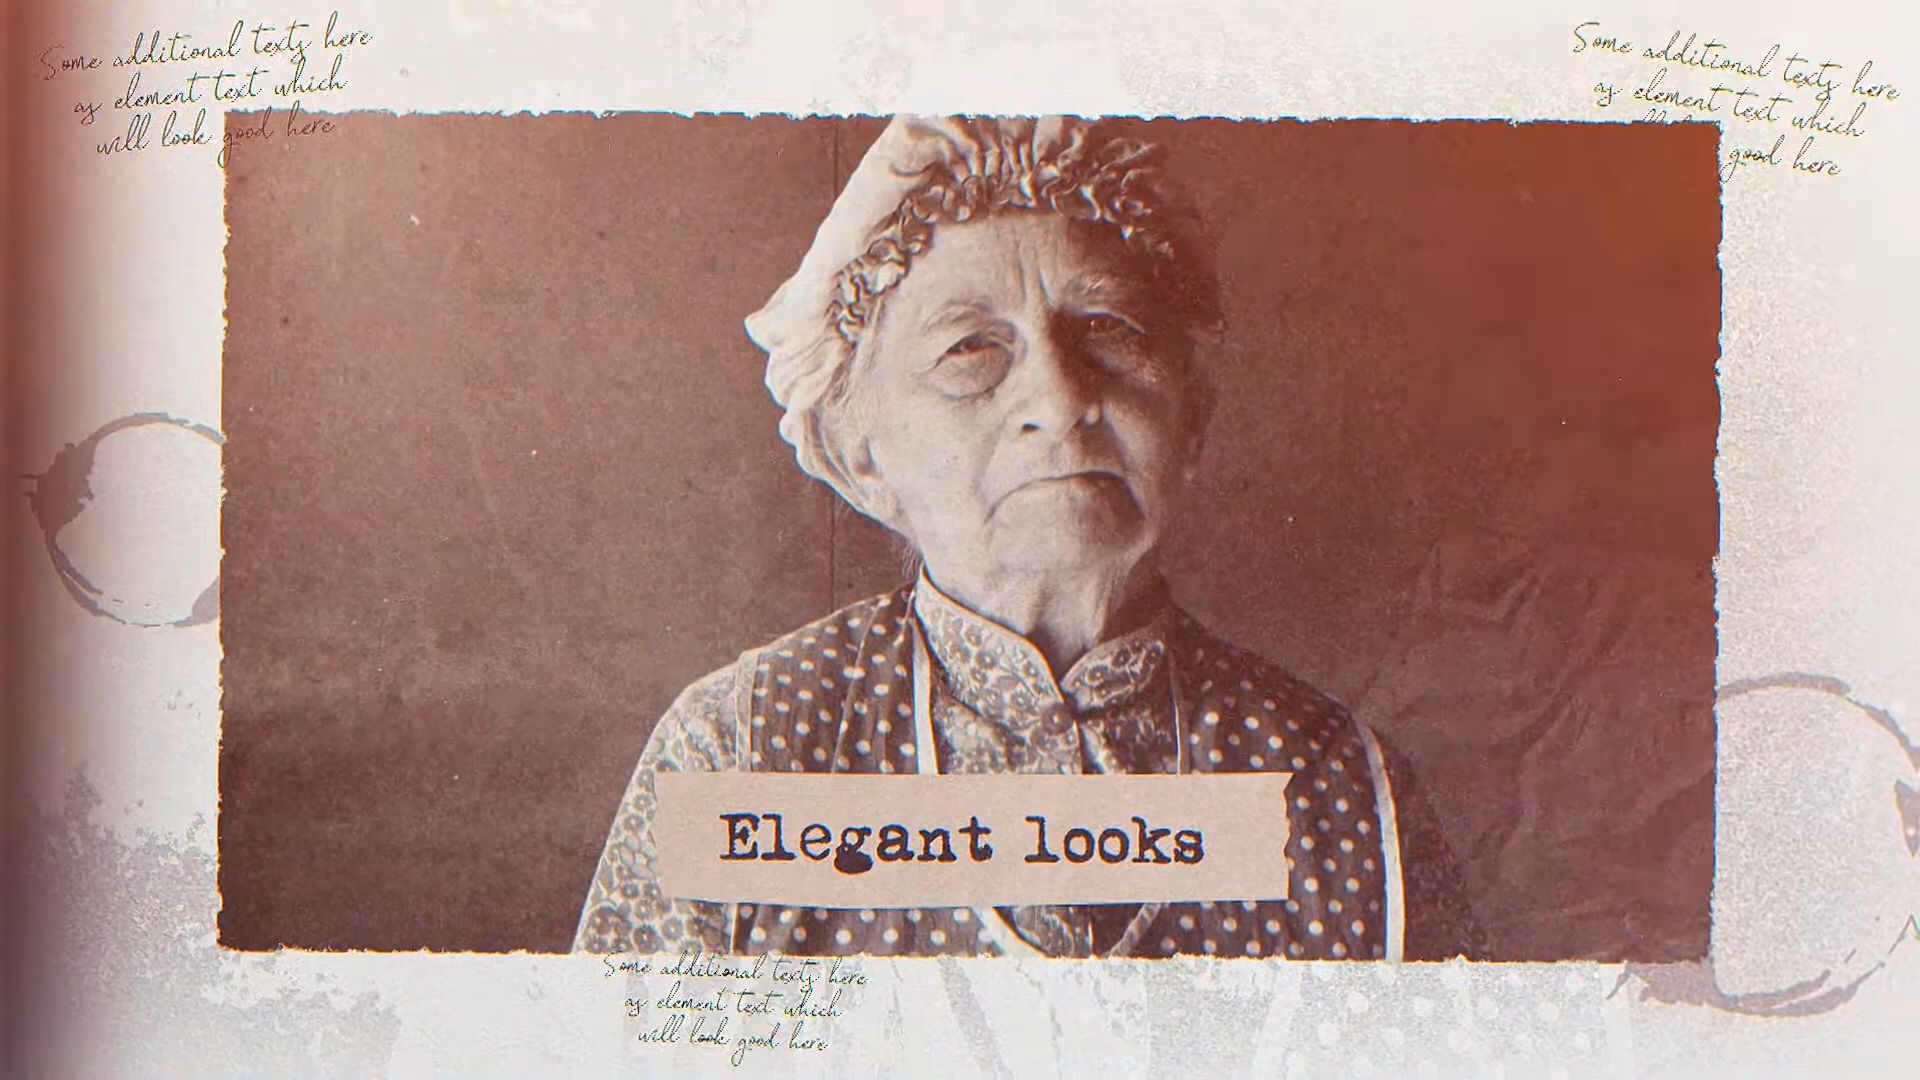 Some additional texts here
as element text which
will look good here
Some additional texts here
as element text which
good here
Elegant looks
Some additional texts here
as element text which
will look good here